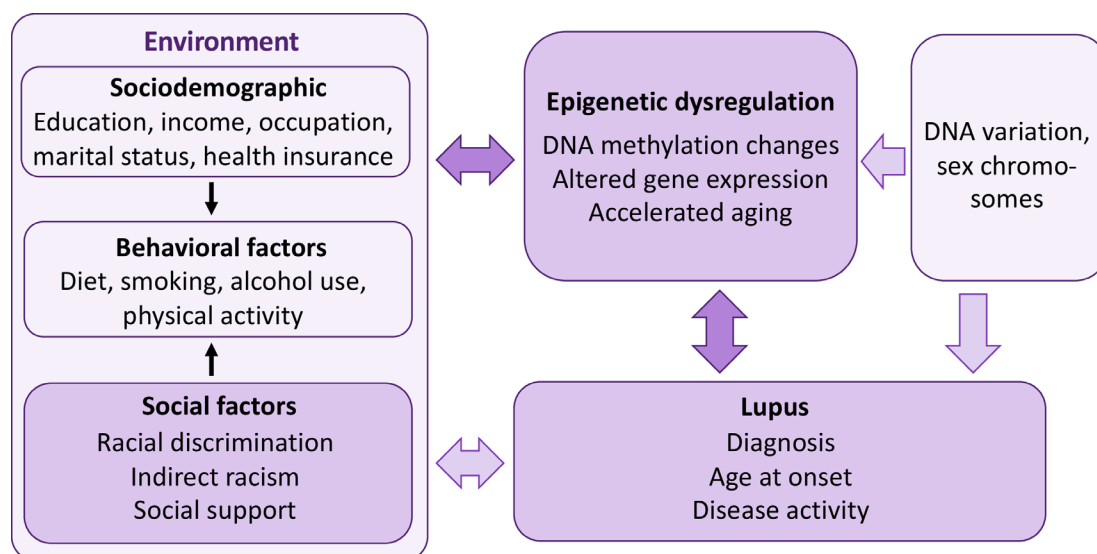 Environment
Sociodemographic
Education, income, occupation,
marital status, health insurance
Behavioral factors
Diet, smoking, alcohol use,
physical activity
Social factors
Racial discrimination
Indirect racism
Social support
Epigenetic dysregulation
DNA methylation changes
Altered gene expression
Accelerated aging
DNA variation,
sex chromo-
somes
Lupus
Diagnosis
Age at onset
Disease activity